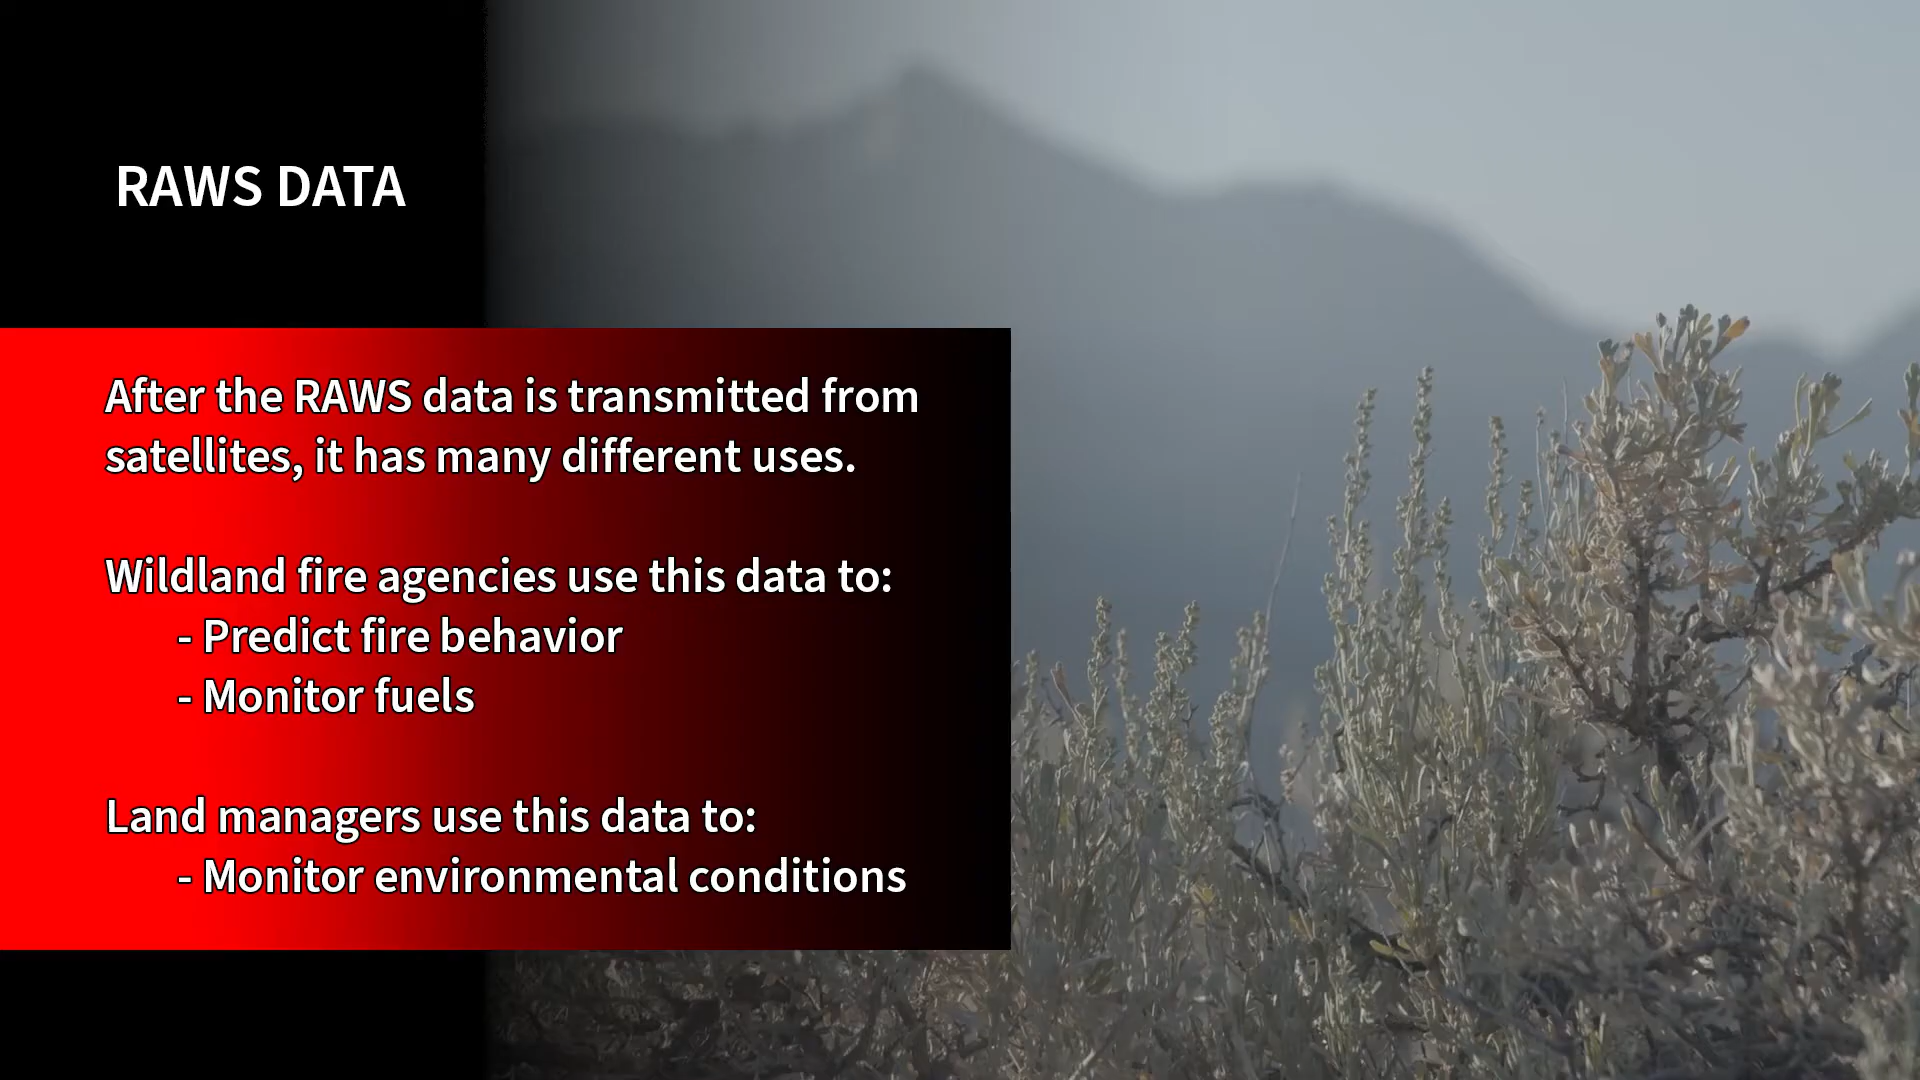 RAWS DATA
After the RAWS data is transmitted from
satellites, it has many different uses.
Wildland fire agencies use this data to:
- Predict fire behavior
- Monitor fuels
Land managers use this data to:
- Monitor environmental conditions